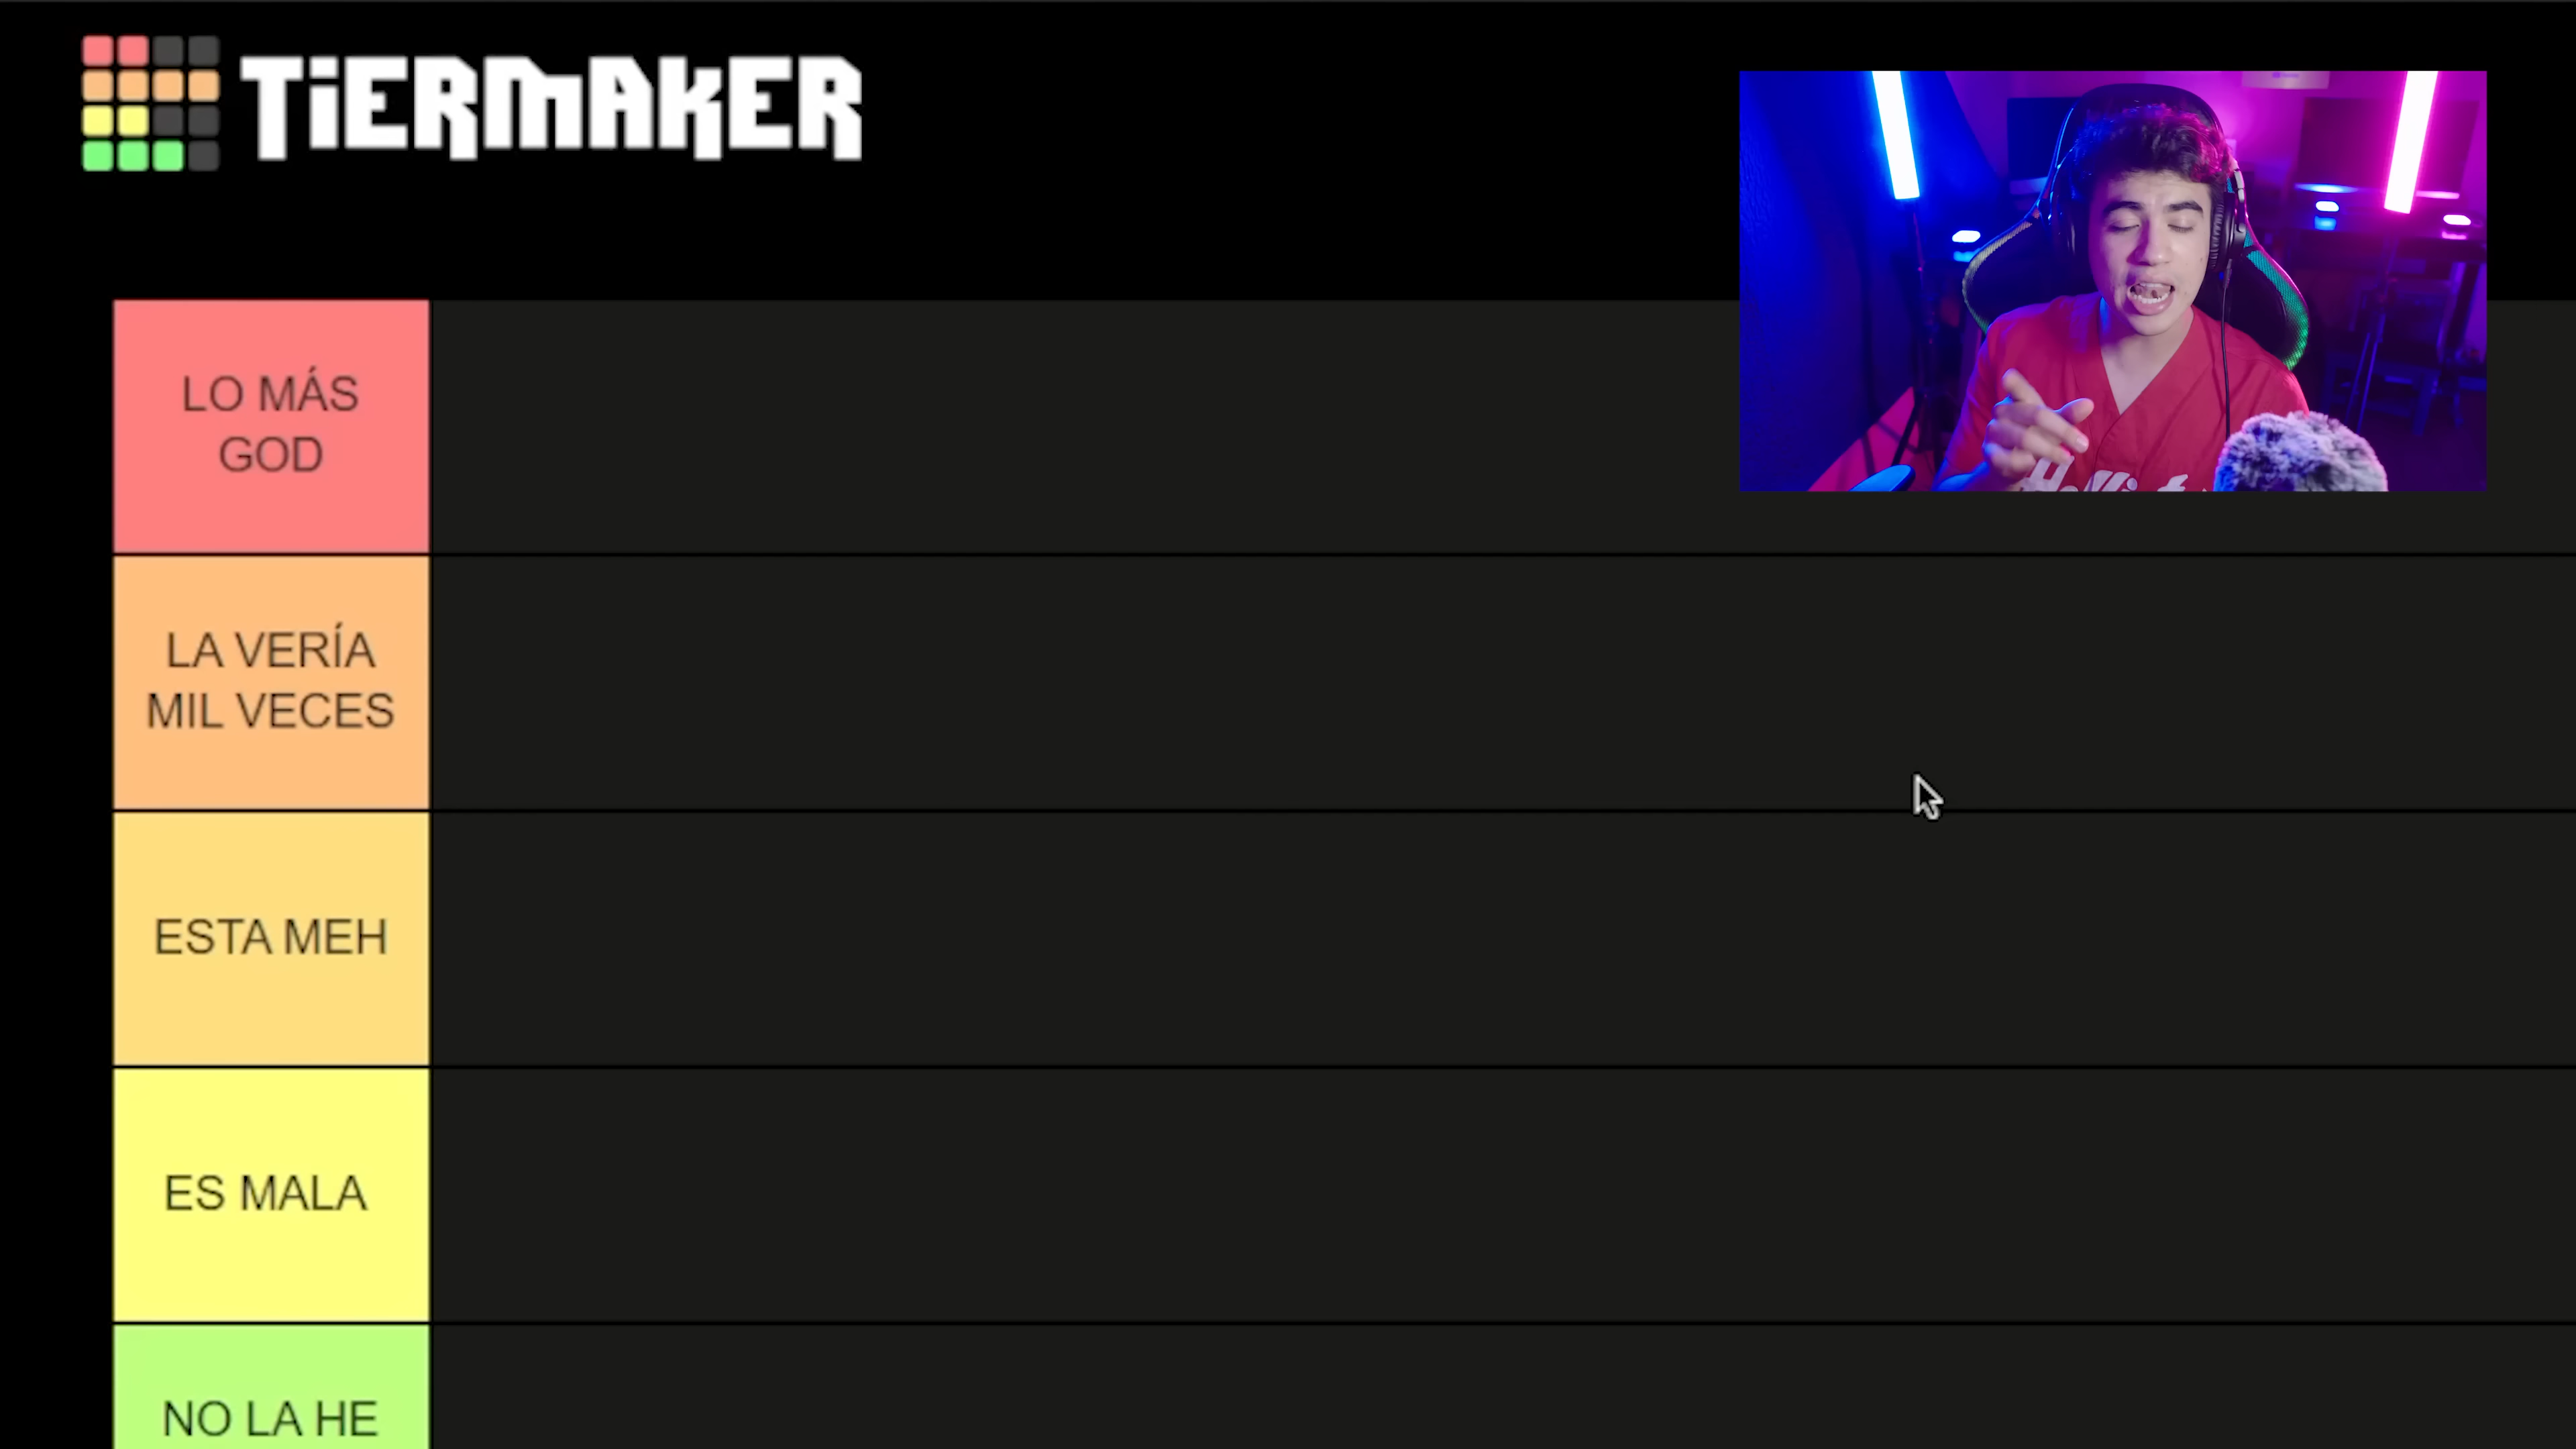 TiERMAKER
LO MÁS
GOD
LA VERÍA
MIL VECES
ESTA MEH
ES MALA
NO LA HE